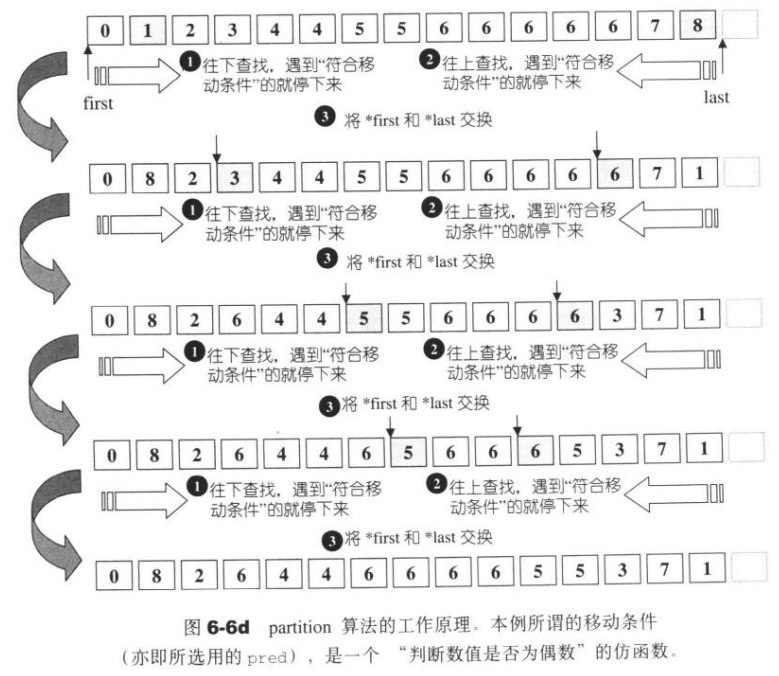 0 1 2 3 4 4 5 5 6 6 6 6 6 7 8
❶往下查找，遇到“符合移
动条件”的就停下来
❷往上查找，遇到“符合移
动条件”的就停下来
first
last
❸ 将 *first 和 *last 交换
0 8 2 3 4 4 5 5 6 6 6 6 6 7 1
❶往下查找，遇到“符合移
动条件”的就停下来
❷往上查找，遇到“符合移
动条件”的就停下来
❸ 将 *first 和 *last 交换
0 8 2 6 4 4 5 5 6 6 6 6 3 7 1
❶往下查找，遇到“符合移
动条件”的就停下来
❷往上查找，遇到“符合移
动条件”的就停下来
❸将 *first 和 *last 交换
0 8 2 6 4 4 6 5 6 6 6 5 3 7 1
❶往下查找，遇到“符合移
动条件”的就停下来
❷往上查找，遇到“符合移
动条件”的就停下来
❸将 *first 和 *last 交换
0 8 2 6 4 4 6 6 6 6 5 5 3 7 1
图 6-6d partition 算法的工作原理。本例所谓的移动条件
（亦即所选用的 pred），是一个 “判断数值是否为偶数”的仿函数。